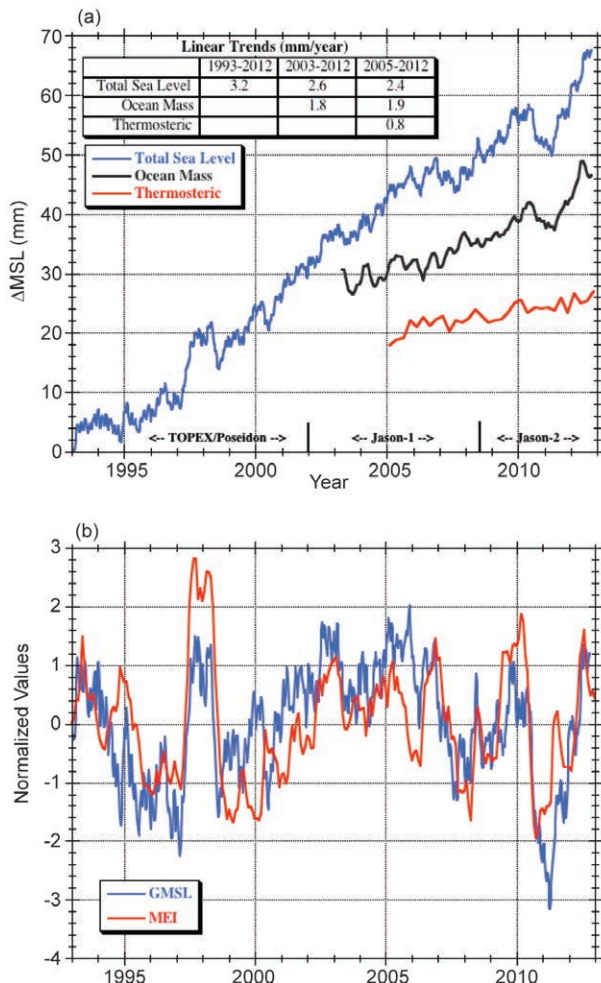 (a)
Linear Trends (mm/year)
1993-2012 2003-2012 2005-2012
Total Sea Level 3.2 2.6 2.4
Ocean Mass 1.8 1.9
Thermosteric 0.8
Total Sea Level
Ocean Mass
Thermosteric
70
60
50
40
30
20
10
0
ΔMSL (mm)
<-- TOPEX/Poseidon --> <-- Jason-1 --> <-- Jason-2 -->
1995 2000 2005 2010
Year
(b)
3
2
1
0
-1
-2
-3
-4
Normalized Values
GMSL
MEI
1995 2000 2005 2010